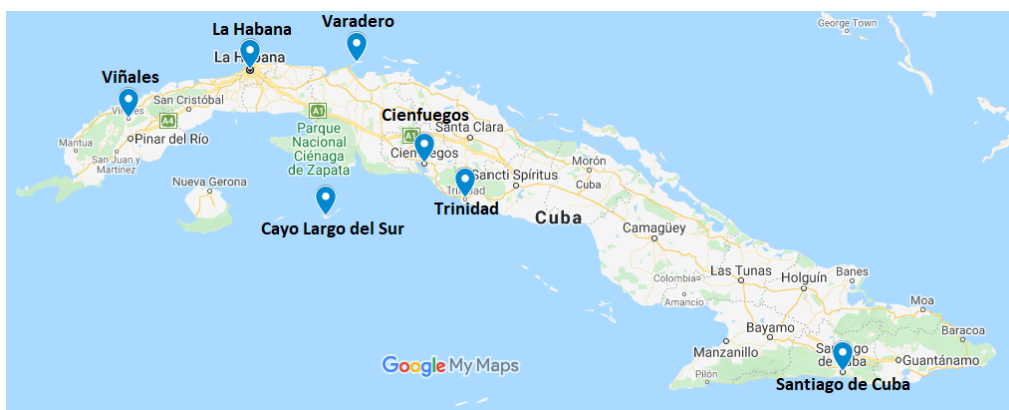 Varadero
George Town
La Habana
La Habana
Viñales
Viñales
San Cristóbal
A1
Cienfuegos
A4
Santa Clara
A1
Pinar del Río
Parque
Nacional
Ciénaga
de Zapata
Mantua
Cienfuegos
San Juan y
Martínez
Morón
Sancti Spíritus
Nueva Gerona
Cuba
Trinidad
Trinidad
Cuba
Cayo Largo del Sur
Camagüey
Las Tunas
Holguín
Banes
Colombia
Amancio
Moa
Bayamo
Baracoa
Manzillo
Santiago
de Cuba
Guantánamo
Google My Maps
Pilón
Santiago de Cuba